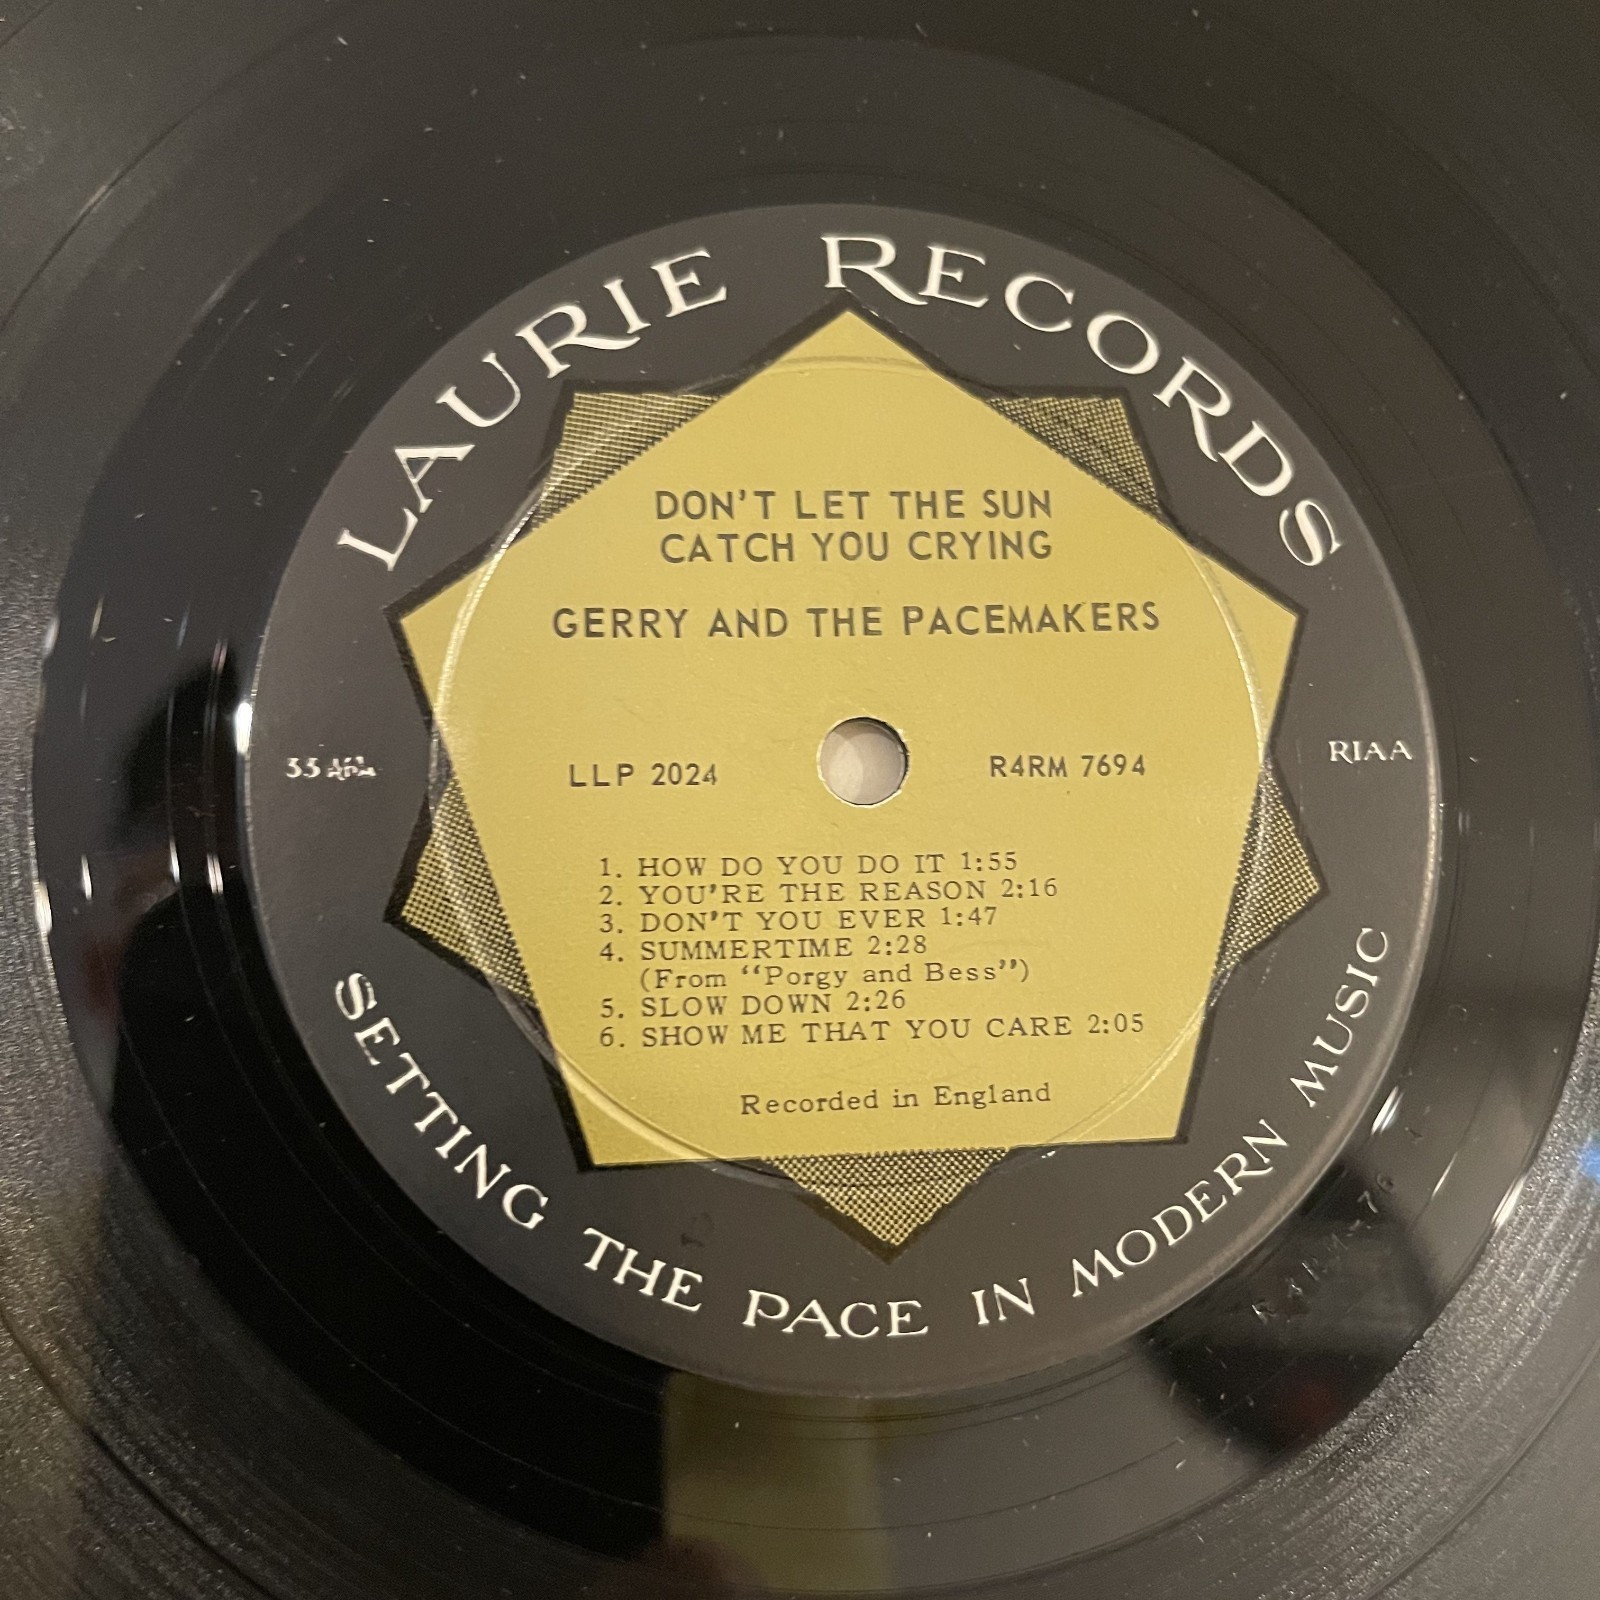 LAURIE RECORDS
DON'T LET THE SUN
CATCH YOU CRYING
GERRY AND THE PACEMAKERS
33
RIAA
LLP 2024
R4RM 7694
1. HOW DO YOU DO IT 1:55
2. YOU'RE THE REASON 2:16
3. DON'T YOU EVER 1:47
4. SUMMERTIME 2:28
(From "Porgy and Bess")
5. SLOW DOWN 2:26
6. SHOW ME THAT YOU CARE 2:05
Recorded in England
SETTING THE PACE IN MODERN MUSIC